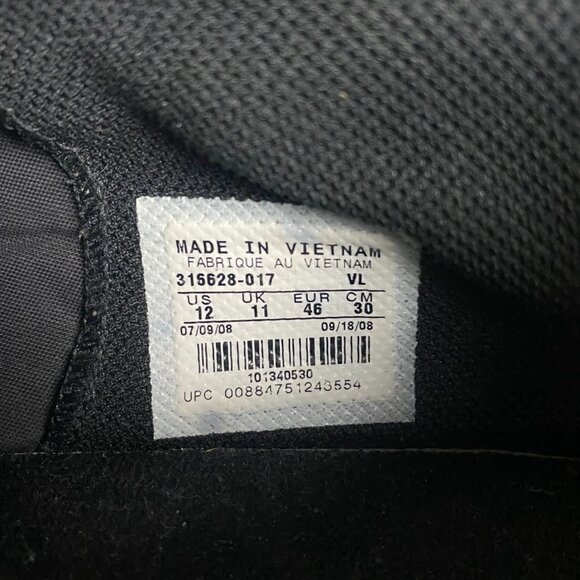 MADE IN VIETNAM
FABRIQUE AU VIETNAM
315628-017 VL
US UK EUR CM
12 11 46 30
07/09/08 09/18/08
101340530
UPC 00884751243554